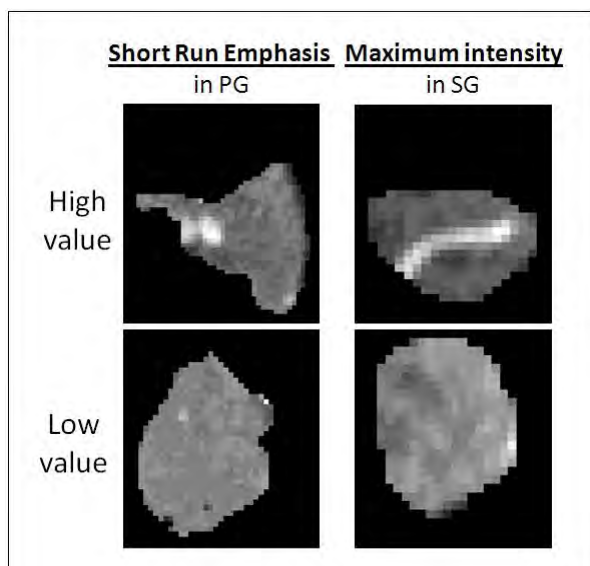 Short Run Emphasis Maximum intensity
in PG in SG
High
value
Low
value